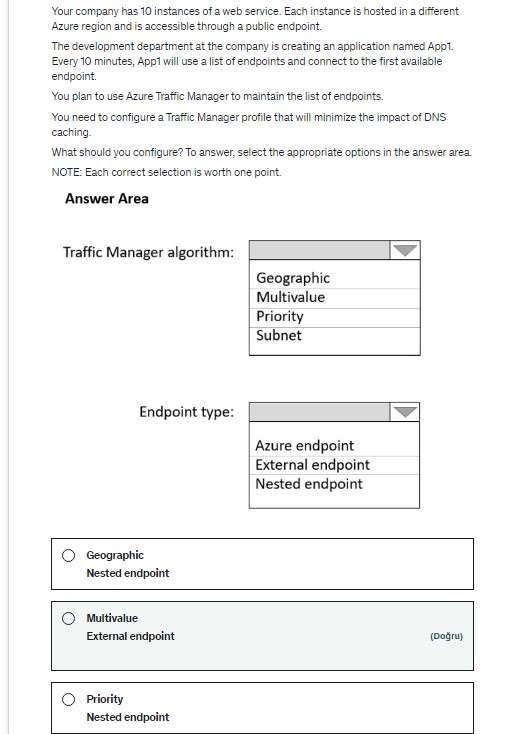 Your company has 10 instances of a web service. Each instance is hosted in a different
Azure region and is accessible through a public endpoint.
The development department at the company is creating an application named App1.
Every 10 minutes, App1 will use a list of endpoints and connect to the first available
endpoint.
You plan to use Azure Traffic Manager to maintain the list of endpoints.
You need to configure a Traffic Manager profile that will minimize the impact of DNS
caching.
What should you configure? To answer, select the appropriate options in the answer area.
NOTE: Each correct selection is worth one point.
Answer Area
Traffic Manager algorithm:
Geographic
Multivalue
Priority
Subnet
Endpoint type:
Azure endpoint
External endpoint
Nested endpoint
Geographic
Nested endpoint
Multivalue
External endpoint
(Doğru)
Priority
Nested endpoint